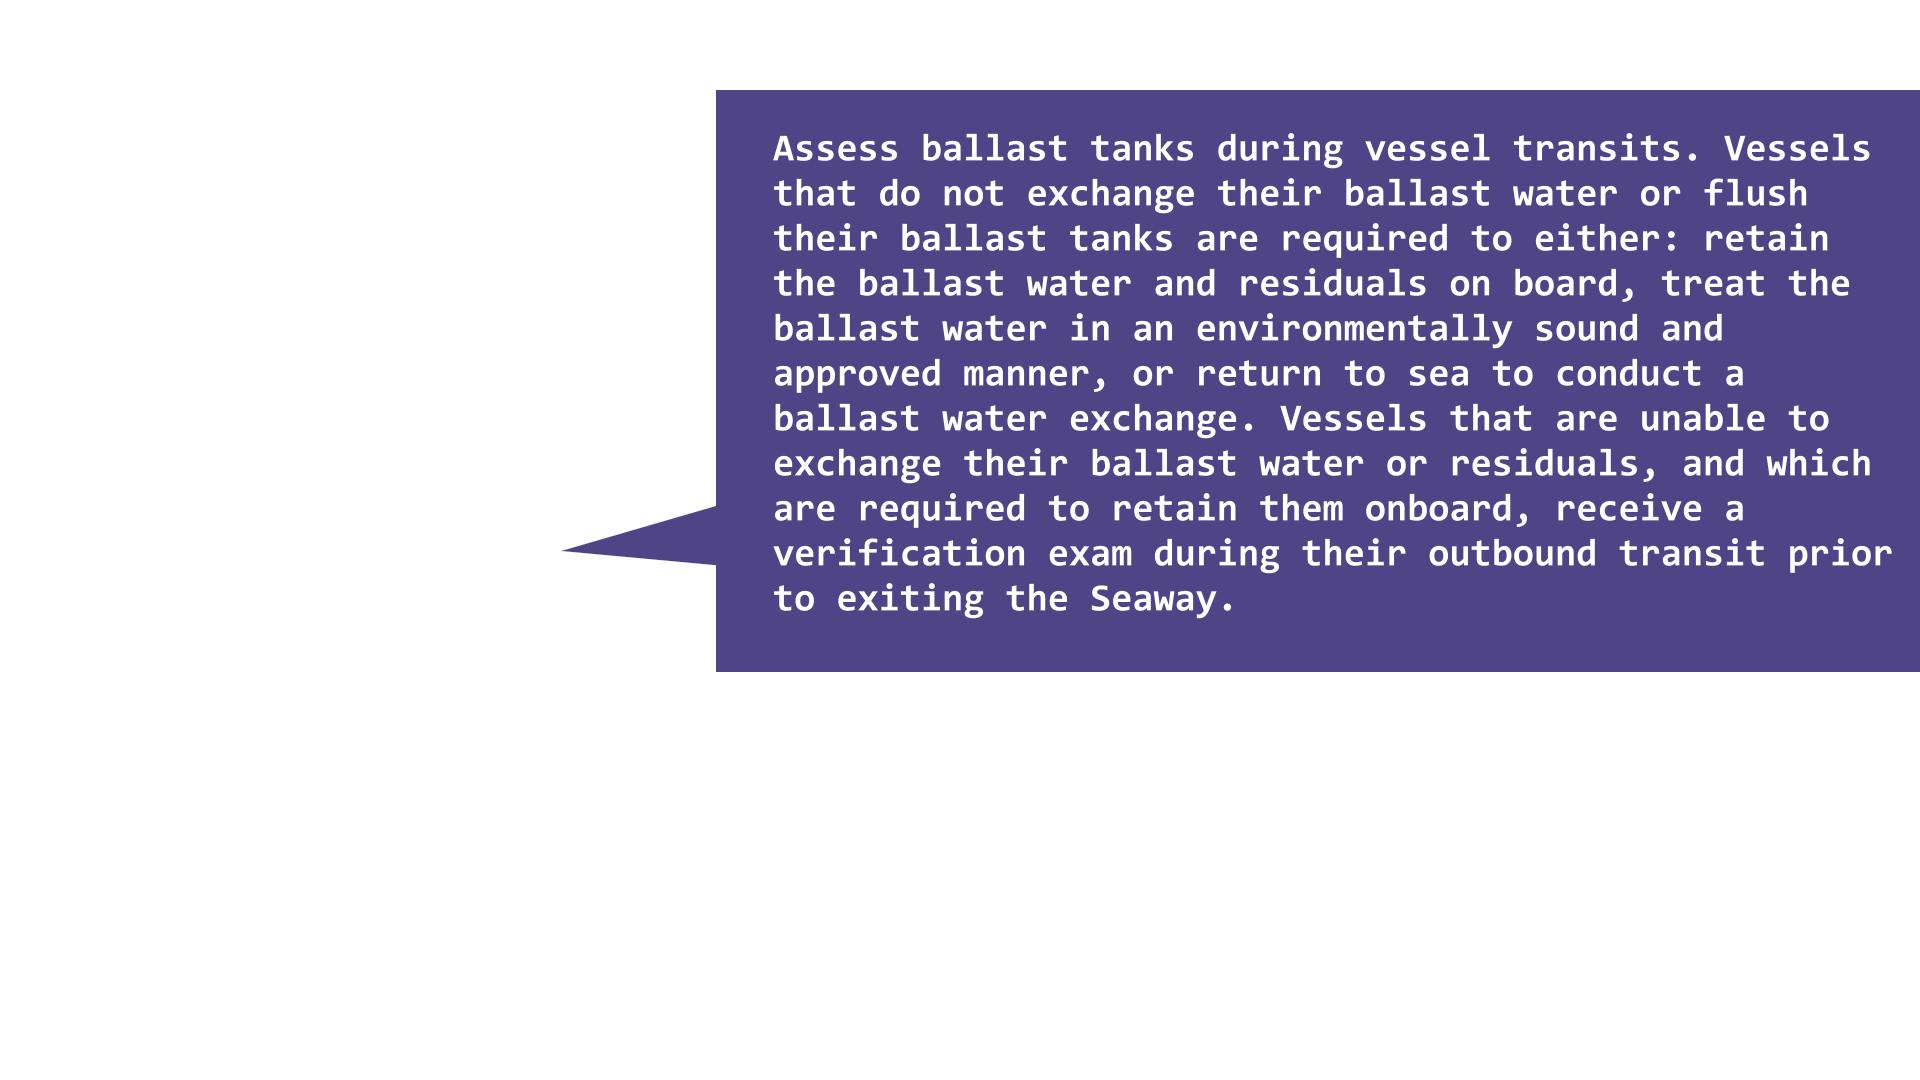 Assess ballast tanks during vessel transits. Vessels
that do not exchange their ballast water or flush
their ballast tanks are required to either: retain
the ballast water and residuals on board, treat the
ballast water in an environmentally sound and
approved manner, or return to sea to conduct a
ballast water exchange. Vessels that are unable to
exchange their ballast water or residuals, and which
are required to retain them onboard, receive a
verification exam during their outbound transit prior
to exiting the Seaway.